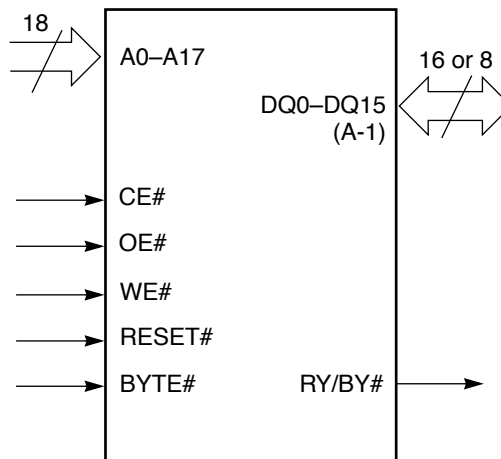 18
A0–A17
16 or 8
DQ0–DQ15
(A-1)
CE#
OE#
WE#
RESET#
BYTE#
RY/BY#